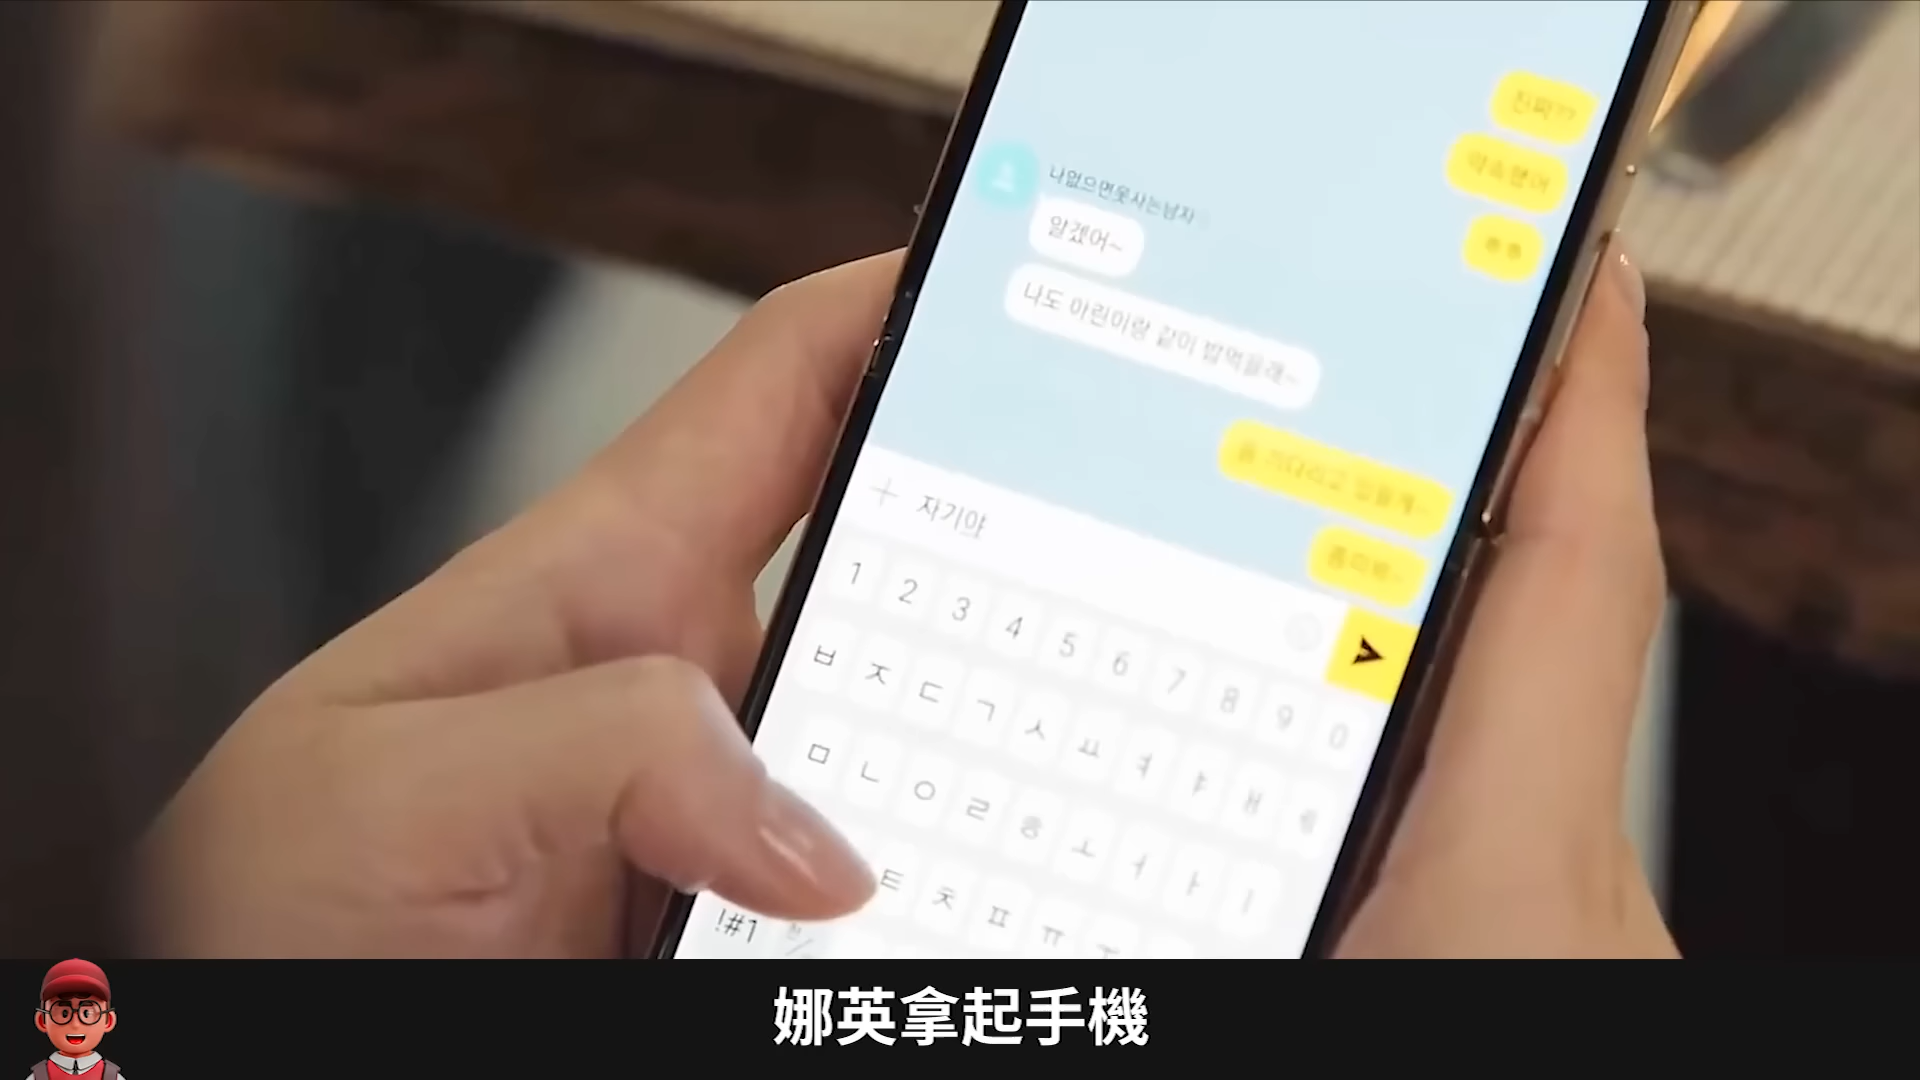 진짜??
약속했어
ㅎㅎ
나없으면못사는남자
알겠어~
나도 아린이랑 같이 밥먹을래~
자기야
1 2 3 4 5 6 7 8 9 0
ㅂ ㅈ ㄷ ㄱ ㅅ ㅛ ㅕ ㅑ ㅐ ㅔ
ㅁ ㄴ ㅇ ㄹ ㅎ ㅗ ㅓ ㅏ ㅣ
ㅌ ㅊ ㅍ ㅠ ㅜ
!#1
娜英拿起手機